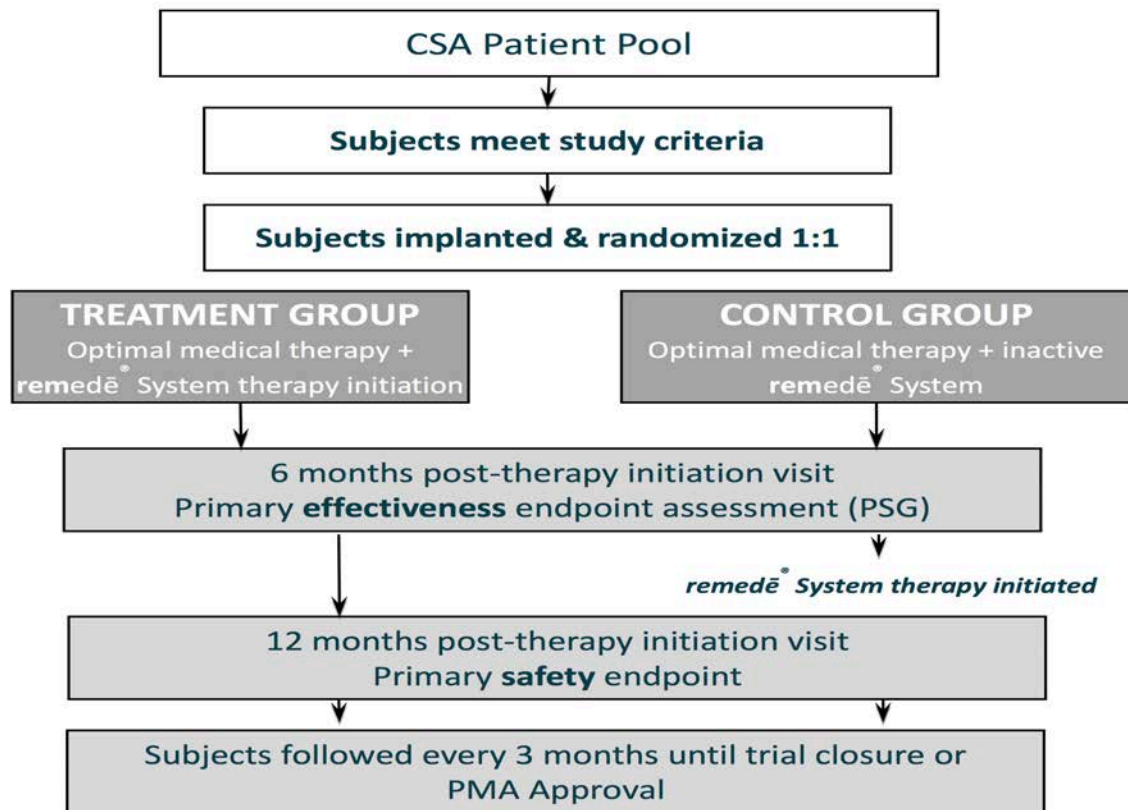 CSA Patient Pool
Subjects meet study criteria
Subjects implanted & randomized 1:1
TREATMENT GROUP
Optimal medical therapy +
remedē® System therapy initiation
CONTROL GROUP
Optimal medical therapy + inactive
remedē® System
6 months post-therapy initiation visit
Primary effectiveness endpoint assessment (PSG)
remedē® System therapy initiated
12 months post-therapy initiation visit
Primary safety endpoint
Subjects followed every 3 months until trial closure or
PMA Approval